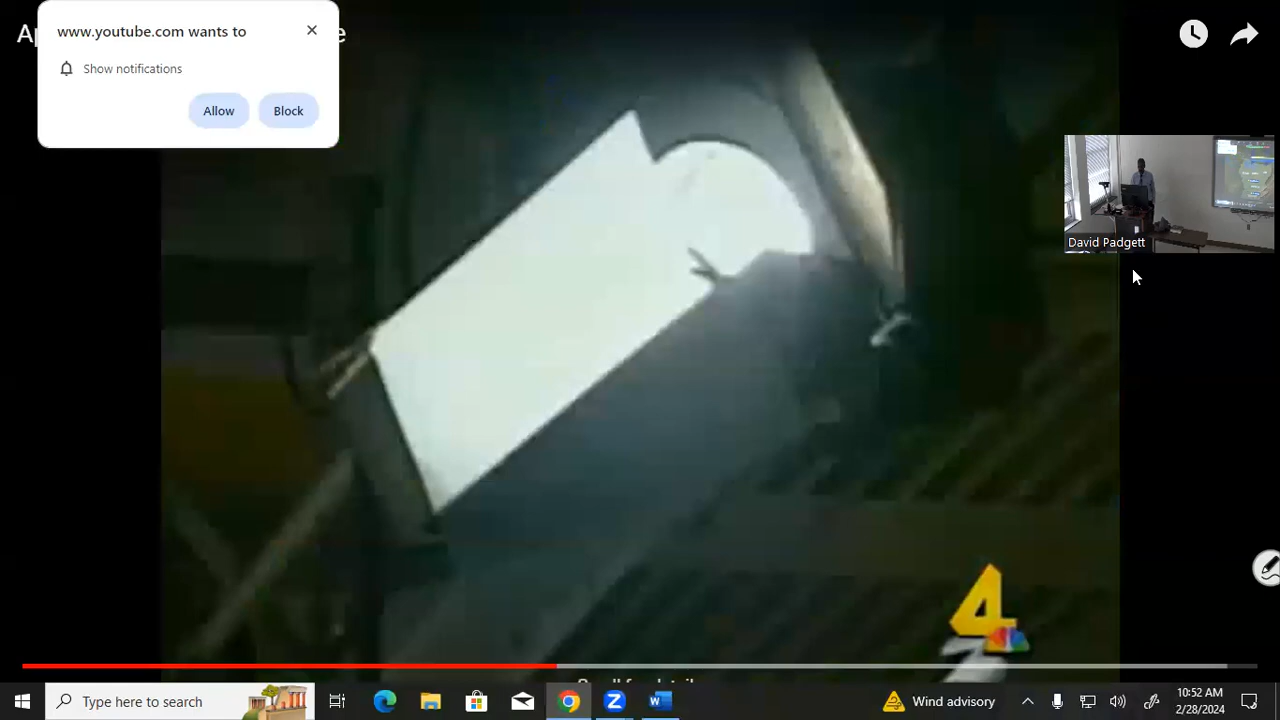 www.youtube.com wants to
Show notifications
Allow
Block
David Padgett
4
Type here to search
Wind advisory
10:52 AM
2/28/2024